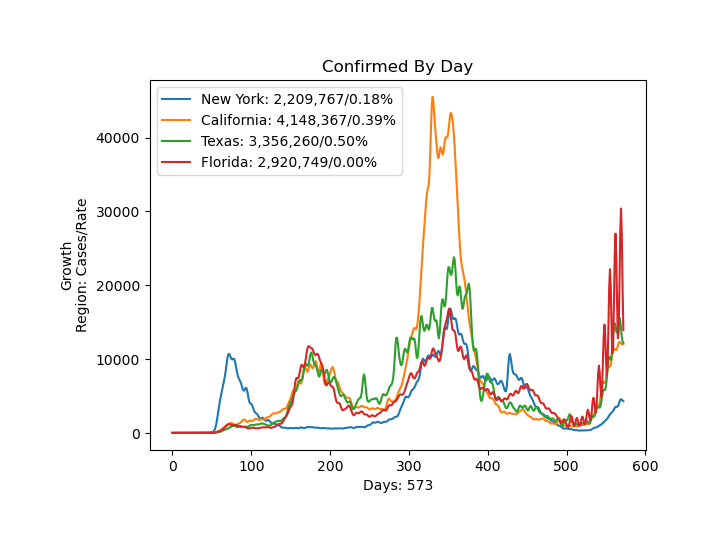 Confirmed By Day
New York: 2,209,767/0.18%
California: 4,148,367/0.39%
Texas: 3,356,260/0.50%
Florida: 2,920,749/0.00%
Growth
Region: Cases/Rate
40000
30000
20000
10000
0
0 100 200 300 400 500 600
Days: 573